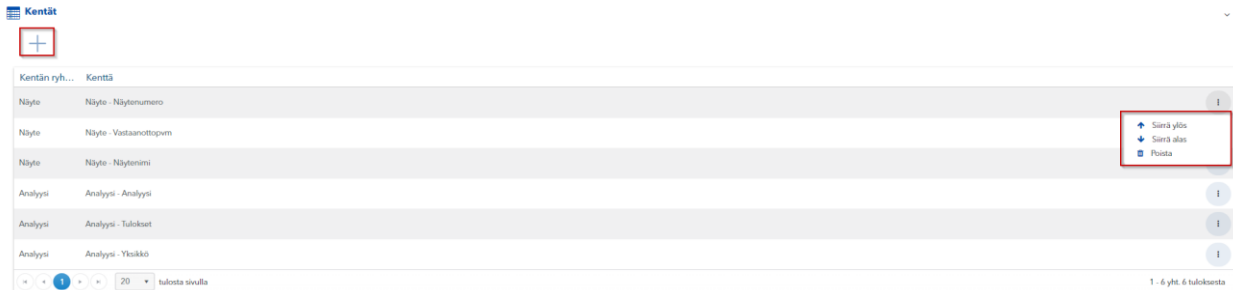 Kentät
Kentän ryh... Kenttä
Näyte Näyte - Näytenumero
Siirrä ylös
Näyte Näyte - Vastaanottopvm
Siirrä alas
Poista
Näyte Näyte - Näytenimi
Analyysi Analyysi - Analyysi
Analyysi Analyysi - Tulokset
Analyysi Analyysi - Yksikkö
1 20 tulosta sivulla 1 - 6 yht. 6 tuloksesta